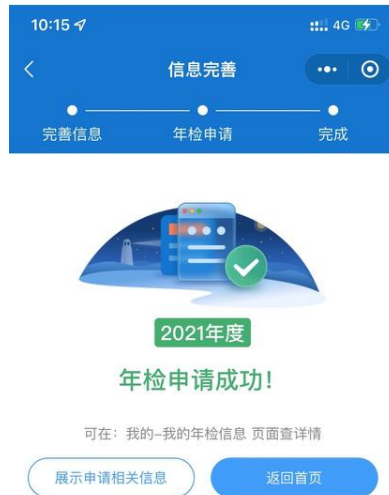 10:15 4G
信息完善
完善信息 年检申请 完成
2021年度
年检申请成功!
可在: 我的-我的年检信息 页面查详情
展示申请相关信息 返回首页